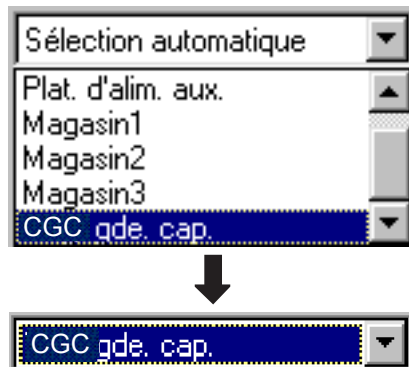 Sélection automatique
Plat. d'alim. aux.
Magasin1
Magasin2
Magasin3
CGC gde. cap.
CGC gde. cap.